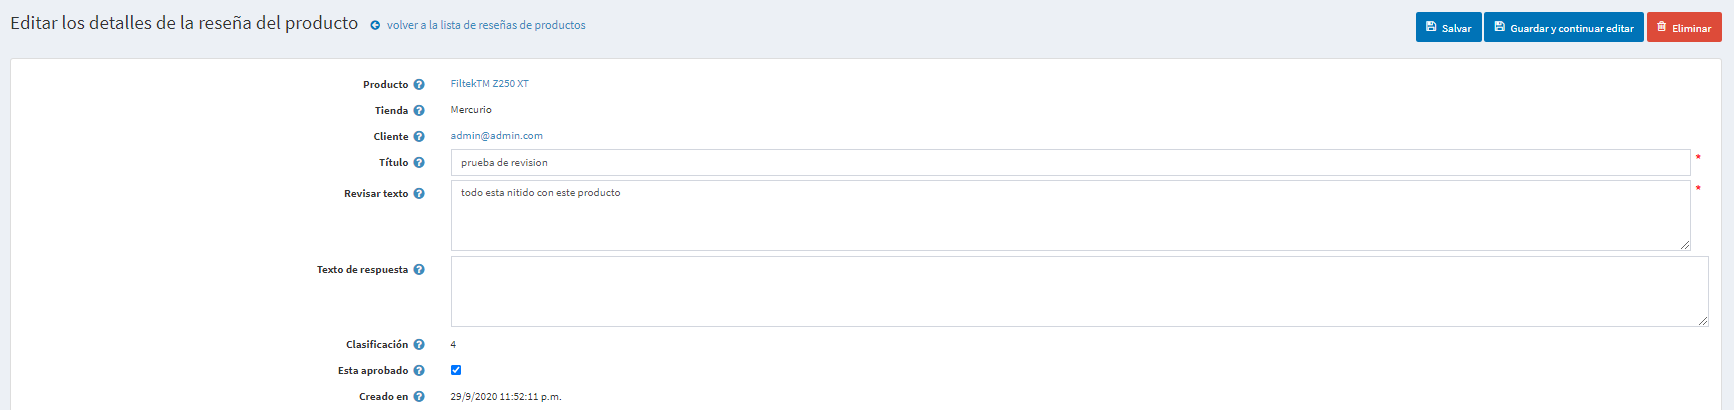 Editar los detalles de la reseña del producto volver a la lista de reseñas de productos Salvar Guardar y continuar editar Eliminar
Producto FiltekTM Z250 XT
Tienda Mercurio
Cliente admin@admin.com
Título prueba de revision *
Revisar texto todo esta nitido con este producto *
Texto de respuesta
Clasificación 4
Esta aprobado
Creado en 29/9/2020 11:52:11 p.m.